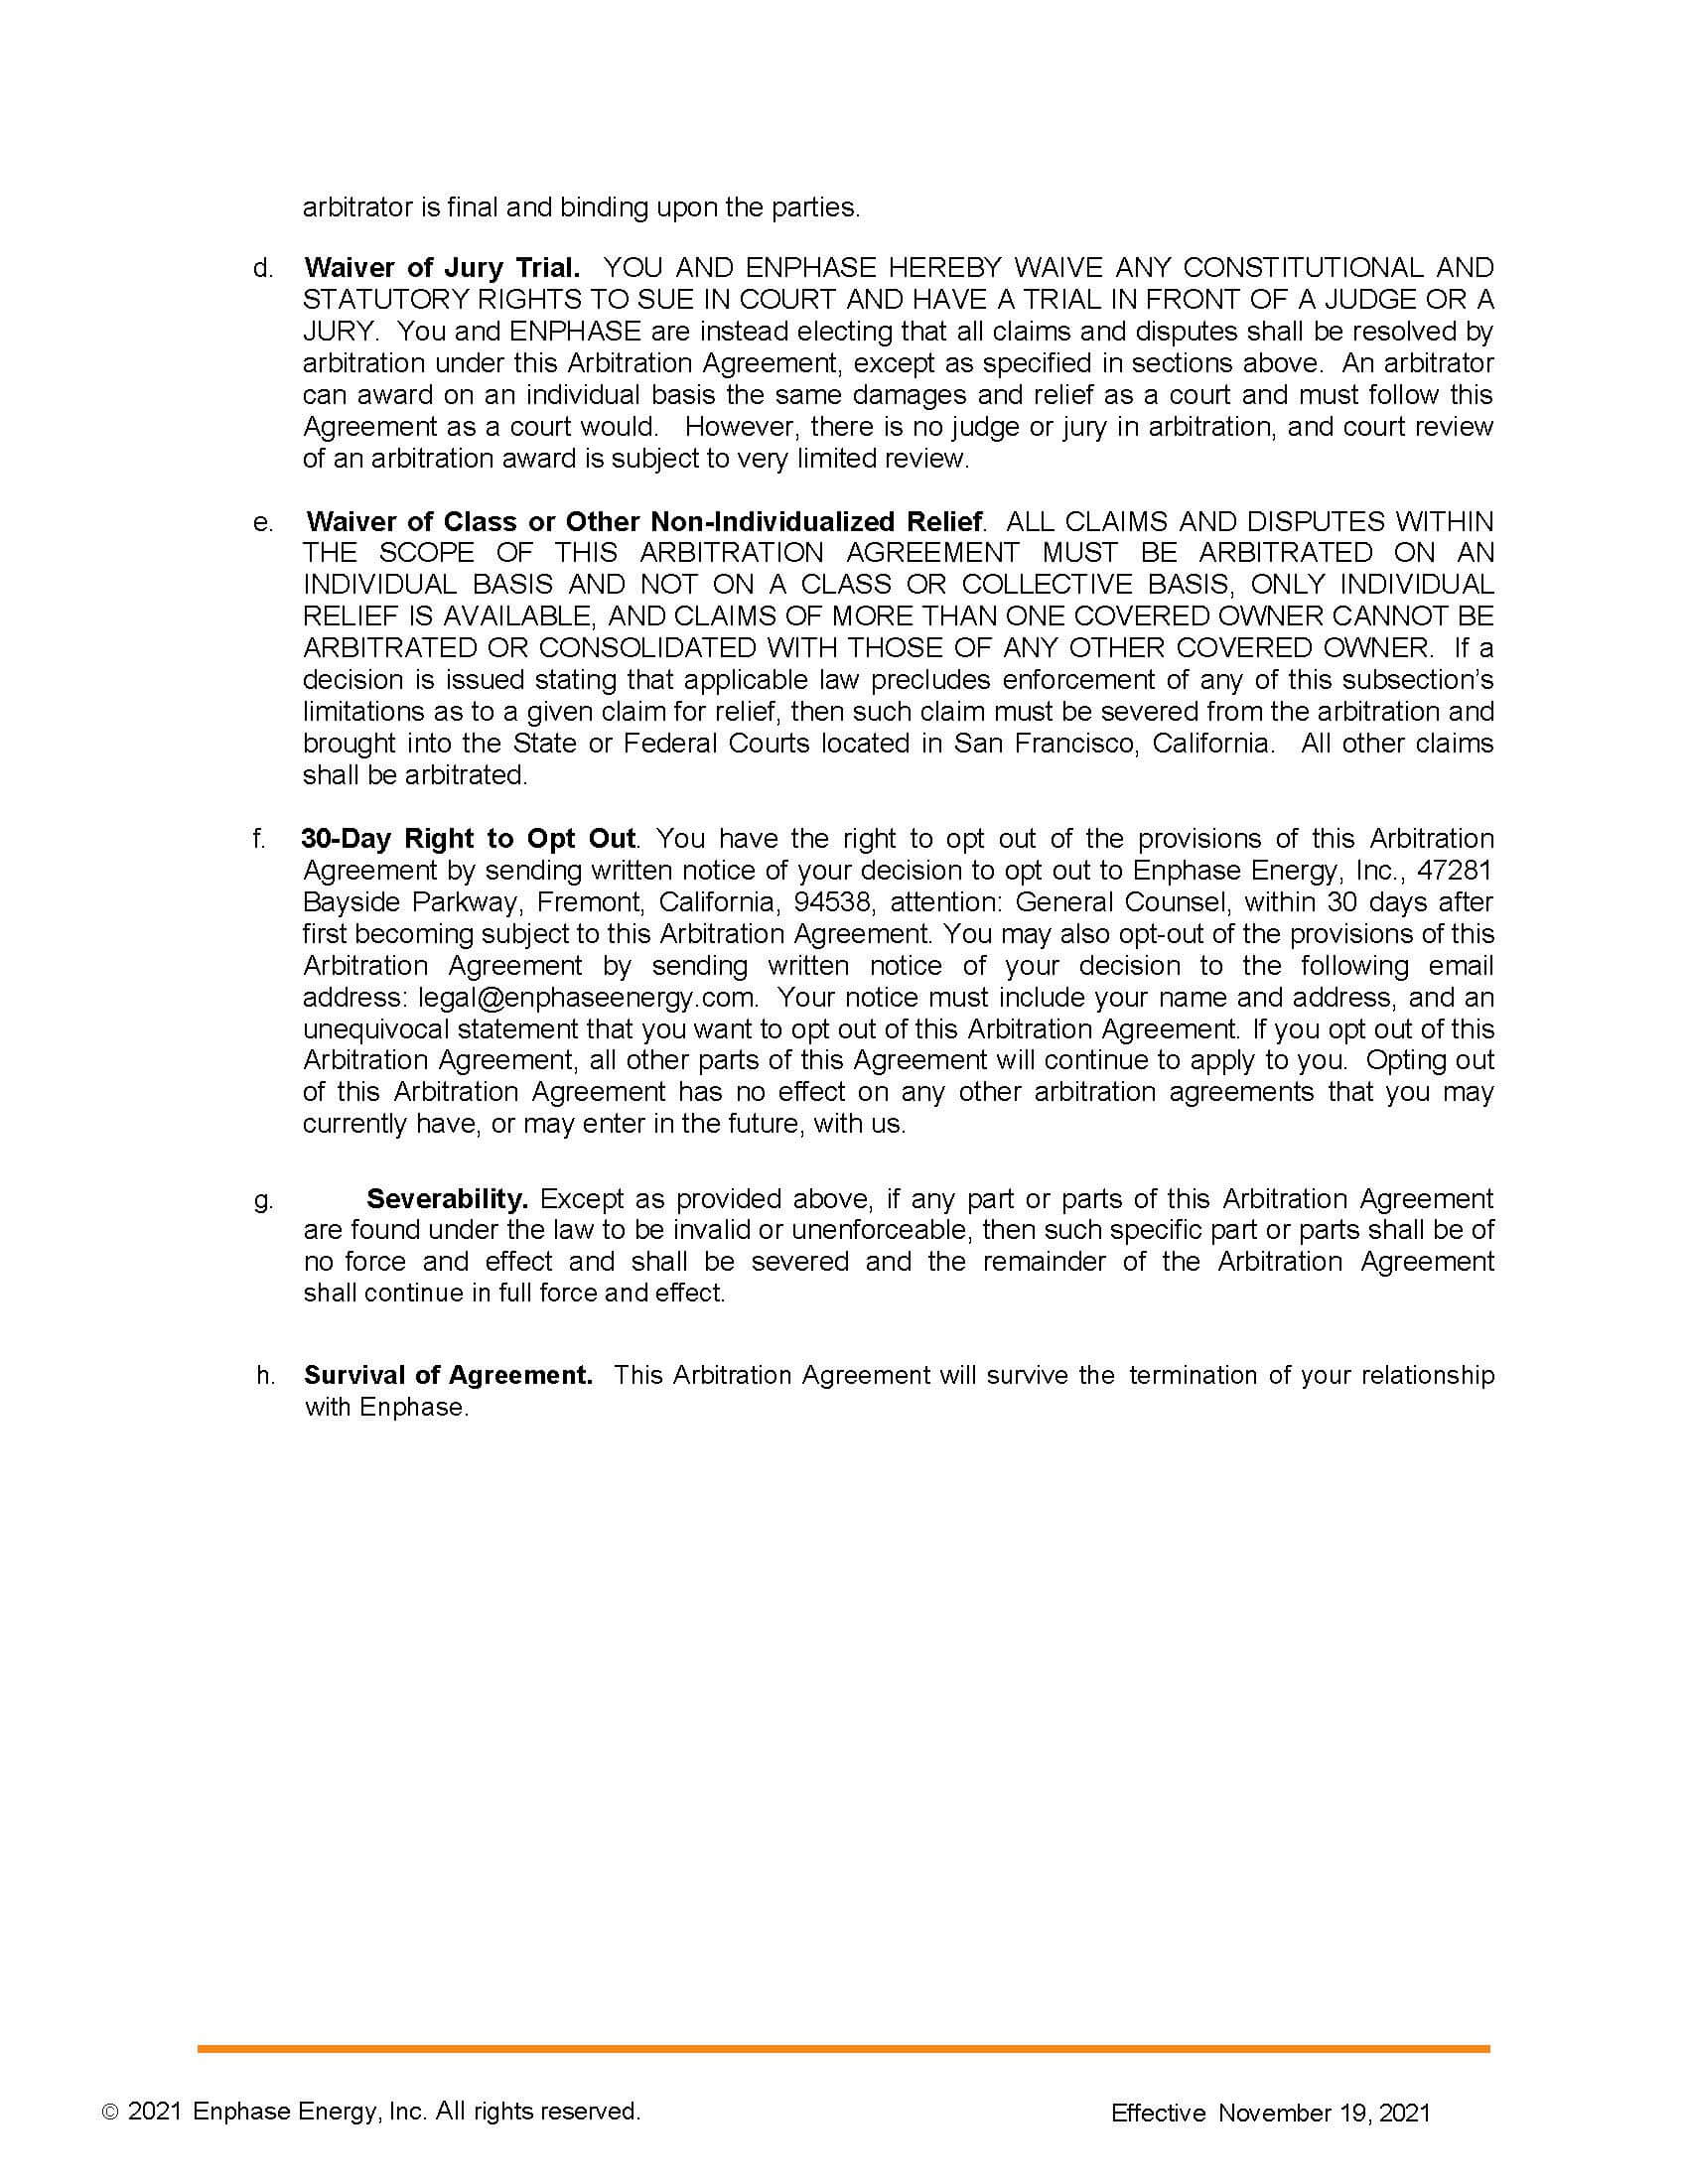 arbitrator is final and binding upon the parties.
d. Waiver of Jury Trial. YOU AND ENPHASE HEREBY WAIVE ANY CONSTITUTIONAL AND
STATUTORY RIGHTS TO SUE IN COURT AND HAVE A TRIAL IN FRONT OF A JUDGE OR A
JURY. You and ENPHASE are instead electing that all claims and disputes shall be resolved by
arbitration under this Arbitration Agreement, except as specified in sections above. An arbitrator
can award on an individual basis the same damages and relief as a court and must follow this
Agreement as a court would. However, there is no judge or jury in arbitration, and court review
of an arbitration award is subject to very limited review.
e. Waiver of Class or Other Non-Individualized Relief. ALL CLAIMS AND DISPUTES WITHIN
THE SCOPE OF THIS ARBITRATION AGREEMENT MUST BE ARBITRATED ON AN
INDIVIDUAL BASIS AND NOT ON A CLASS OR COLLECTIVE BASIS, ONLY INDIVIDUAL
RELIEF IS AVAILABLE, AND CLAIMS OF MORE THAN ONE COVERED OWNER CANNOT BE
ARBITRATED OR CONSOLIDATED WITH THOSE OF ANY OTHER COVERED OWNER. If a
decision is issued stating that applicable law precludes enforcement of any of this subsection’s
limitations as to a given claim for relief, then such claim must be severed from the arbitration and
brought into the State or Federal Courts located in San Francisco, California. All other claims
shall be arbitrated.
f. 30-Day Right to Opt Out. You have the right to opt out of the provisions of this Arbitration
Agreement by sending written notice of your decision to opt out to Enphase Energy, Inc., 47281
Bayside Parkway, Fremont, California, 94538, attention: General Counsel, within 30 days after
first becoming subject to this Arbitration Agreement. You may also opt-out of the provisions of this
Arbitration Agreement by sending written notice of your decision to the following email
address: legal@enphaseenergy.com. Your notice must include your name and address, and an
unequivocal statement that you want to opt out of this Arbitration Agreement. If you opt out of this
Arbitration Agreement, all other parts of this Agreement will continue to apply to you. Opting out
of this Arbitration Agreement has no effect on any other arbitration agreements that you may
currently have, or may enter in the future, with us.
g. Severability. Except as provided above, if any part or parts of this Arbitration Agreement
are found under the law to be invalid or unenforceable, then such specific part or parts shall be of
no force and effect and shall be severed and the remainder of the Arbitration Agreement
shall continue in full force and effect.
h. Survival of Agreement. This Arbitration Agreement will survive the termination of your relationship
with Enphase.
© 2021 Enphase Energy, Inc. All rights reserved.
Effective November 19, 2021